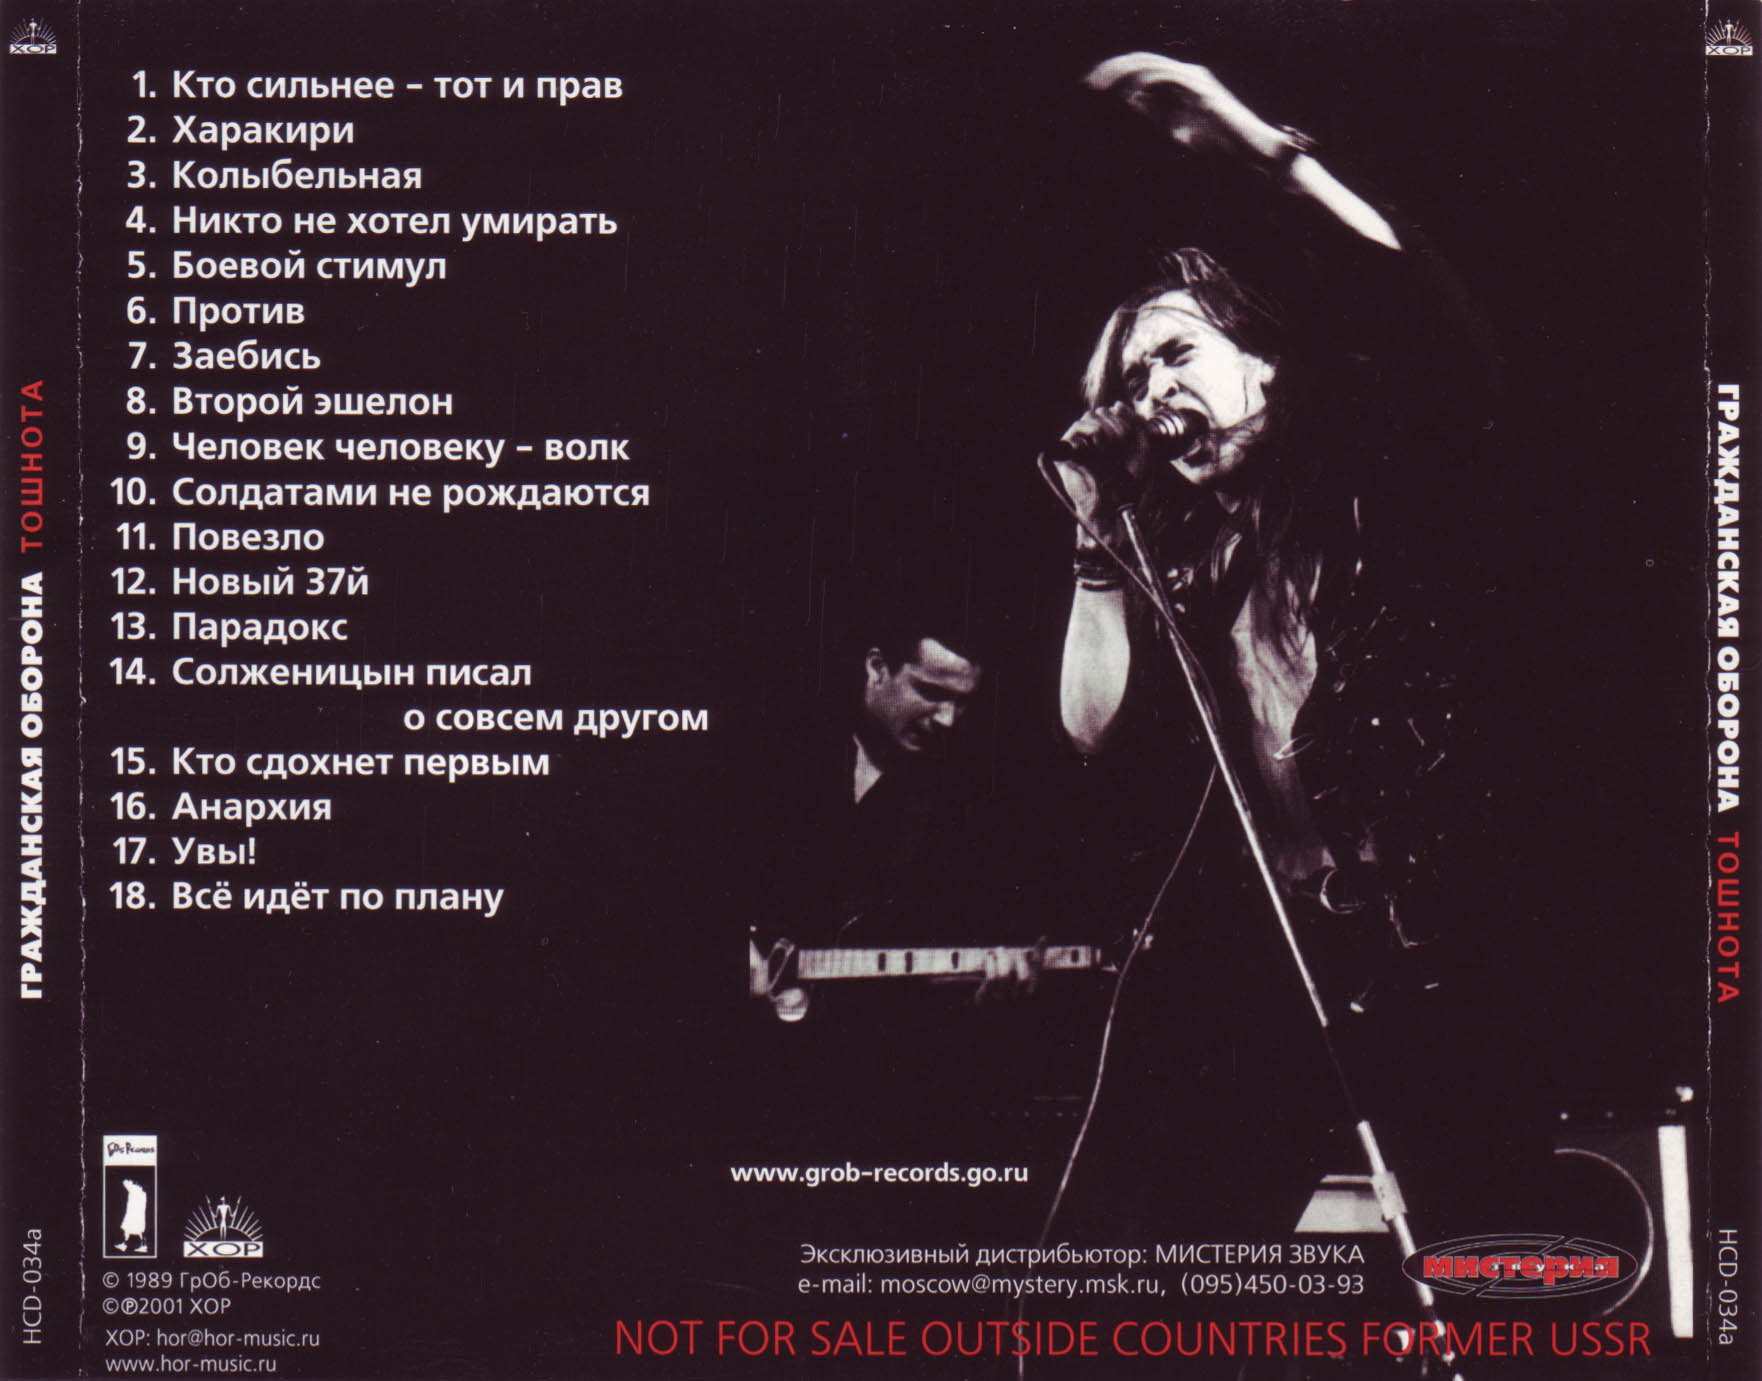 ХОР
ХОР
1. Кто сильнее – тот и прав
2. Харакири
3. Колыбельная
4. Никто не хотел умирать
5. Боевой стимул
6. Против
7. Заебись
8. Второй эшелон
9. Человек человеку – волк
10. Солдатами не рождаются
11. Повезло
12. Новый 37й
13. Парадокс
14. Солженицын писал
о совсем другом
15. Кто сдохнет первым
16. Анархия
17. Увы!
18. Всё идёт по плану
ГРАЖДАНСКАЯ ОБОРОНА ТОШНОТА
HCD-034a
ГРАЖДАНСКАЯ ОБОРОНА ТОШНОТА
HCD-034a
www.grob-records.go.ru
ХОР
© 1989 ГрОб-Рекордс
©℗2001 ХОР
ХОР: hor@hor-music.ru
www.hor-music.ru
Эксклюзивный дистрибьютор: МИСТЕРИЯ ЗВУКА
e-mail: moscow@mystery.msk.ru, (095)450-03-93
мистерия
NOT FOR SALE OUTSIDE COUNTRIES FORMER USSR